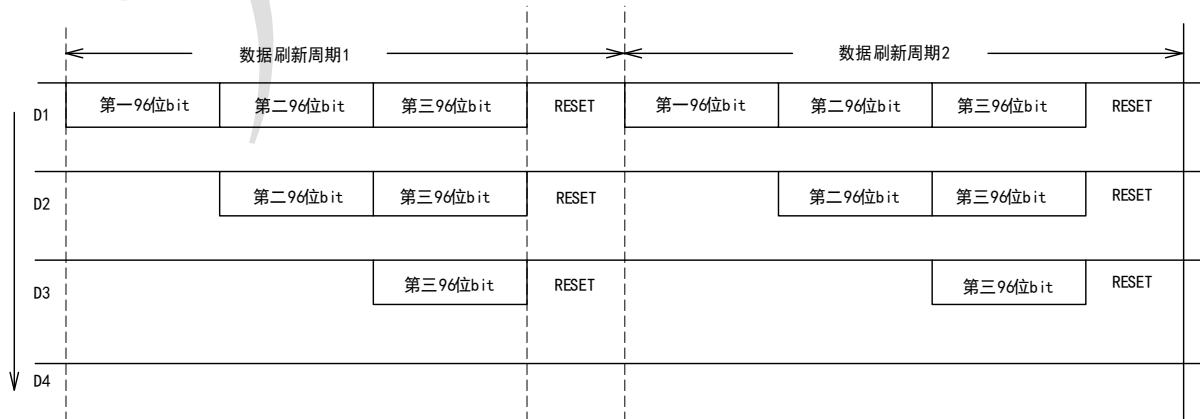 数据刷新周期1 数据刷新周期2
D1 第一96位bit 第二96位bit 第三96位bit RESET 第一96位bit 第二96位bit 第三96位bit RESET
D2 第二96位bit 第三96位bit RESET 第二96位bit 第三96位bit RESET
D3 第三96位bit RESET 第三96位bit RESET
D4